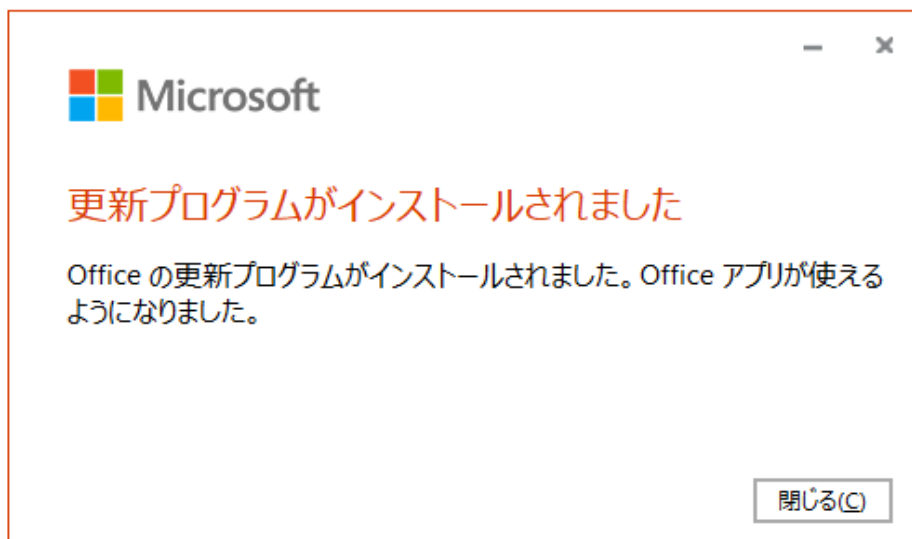 Microsoft
更新プログラムがインストールされました
Office の更新プログラムがインストールされました。Office アプリが使える
ようになりました。
閉じる(C)